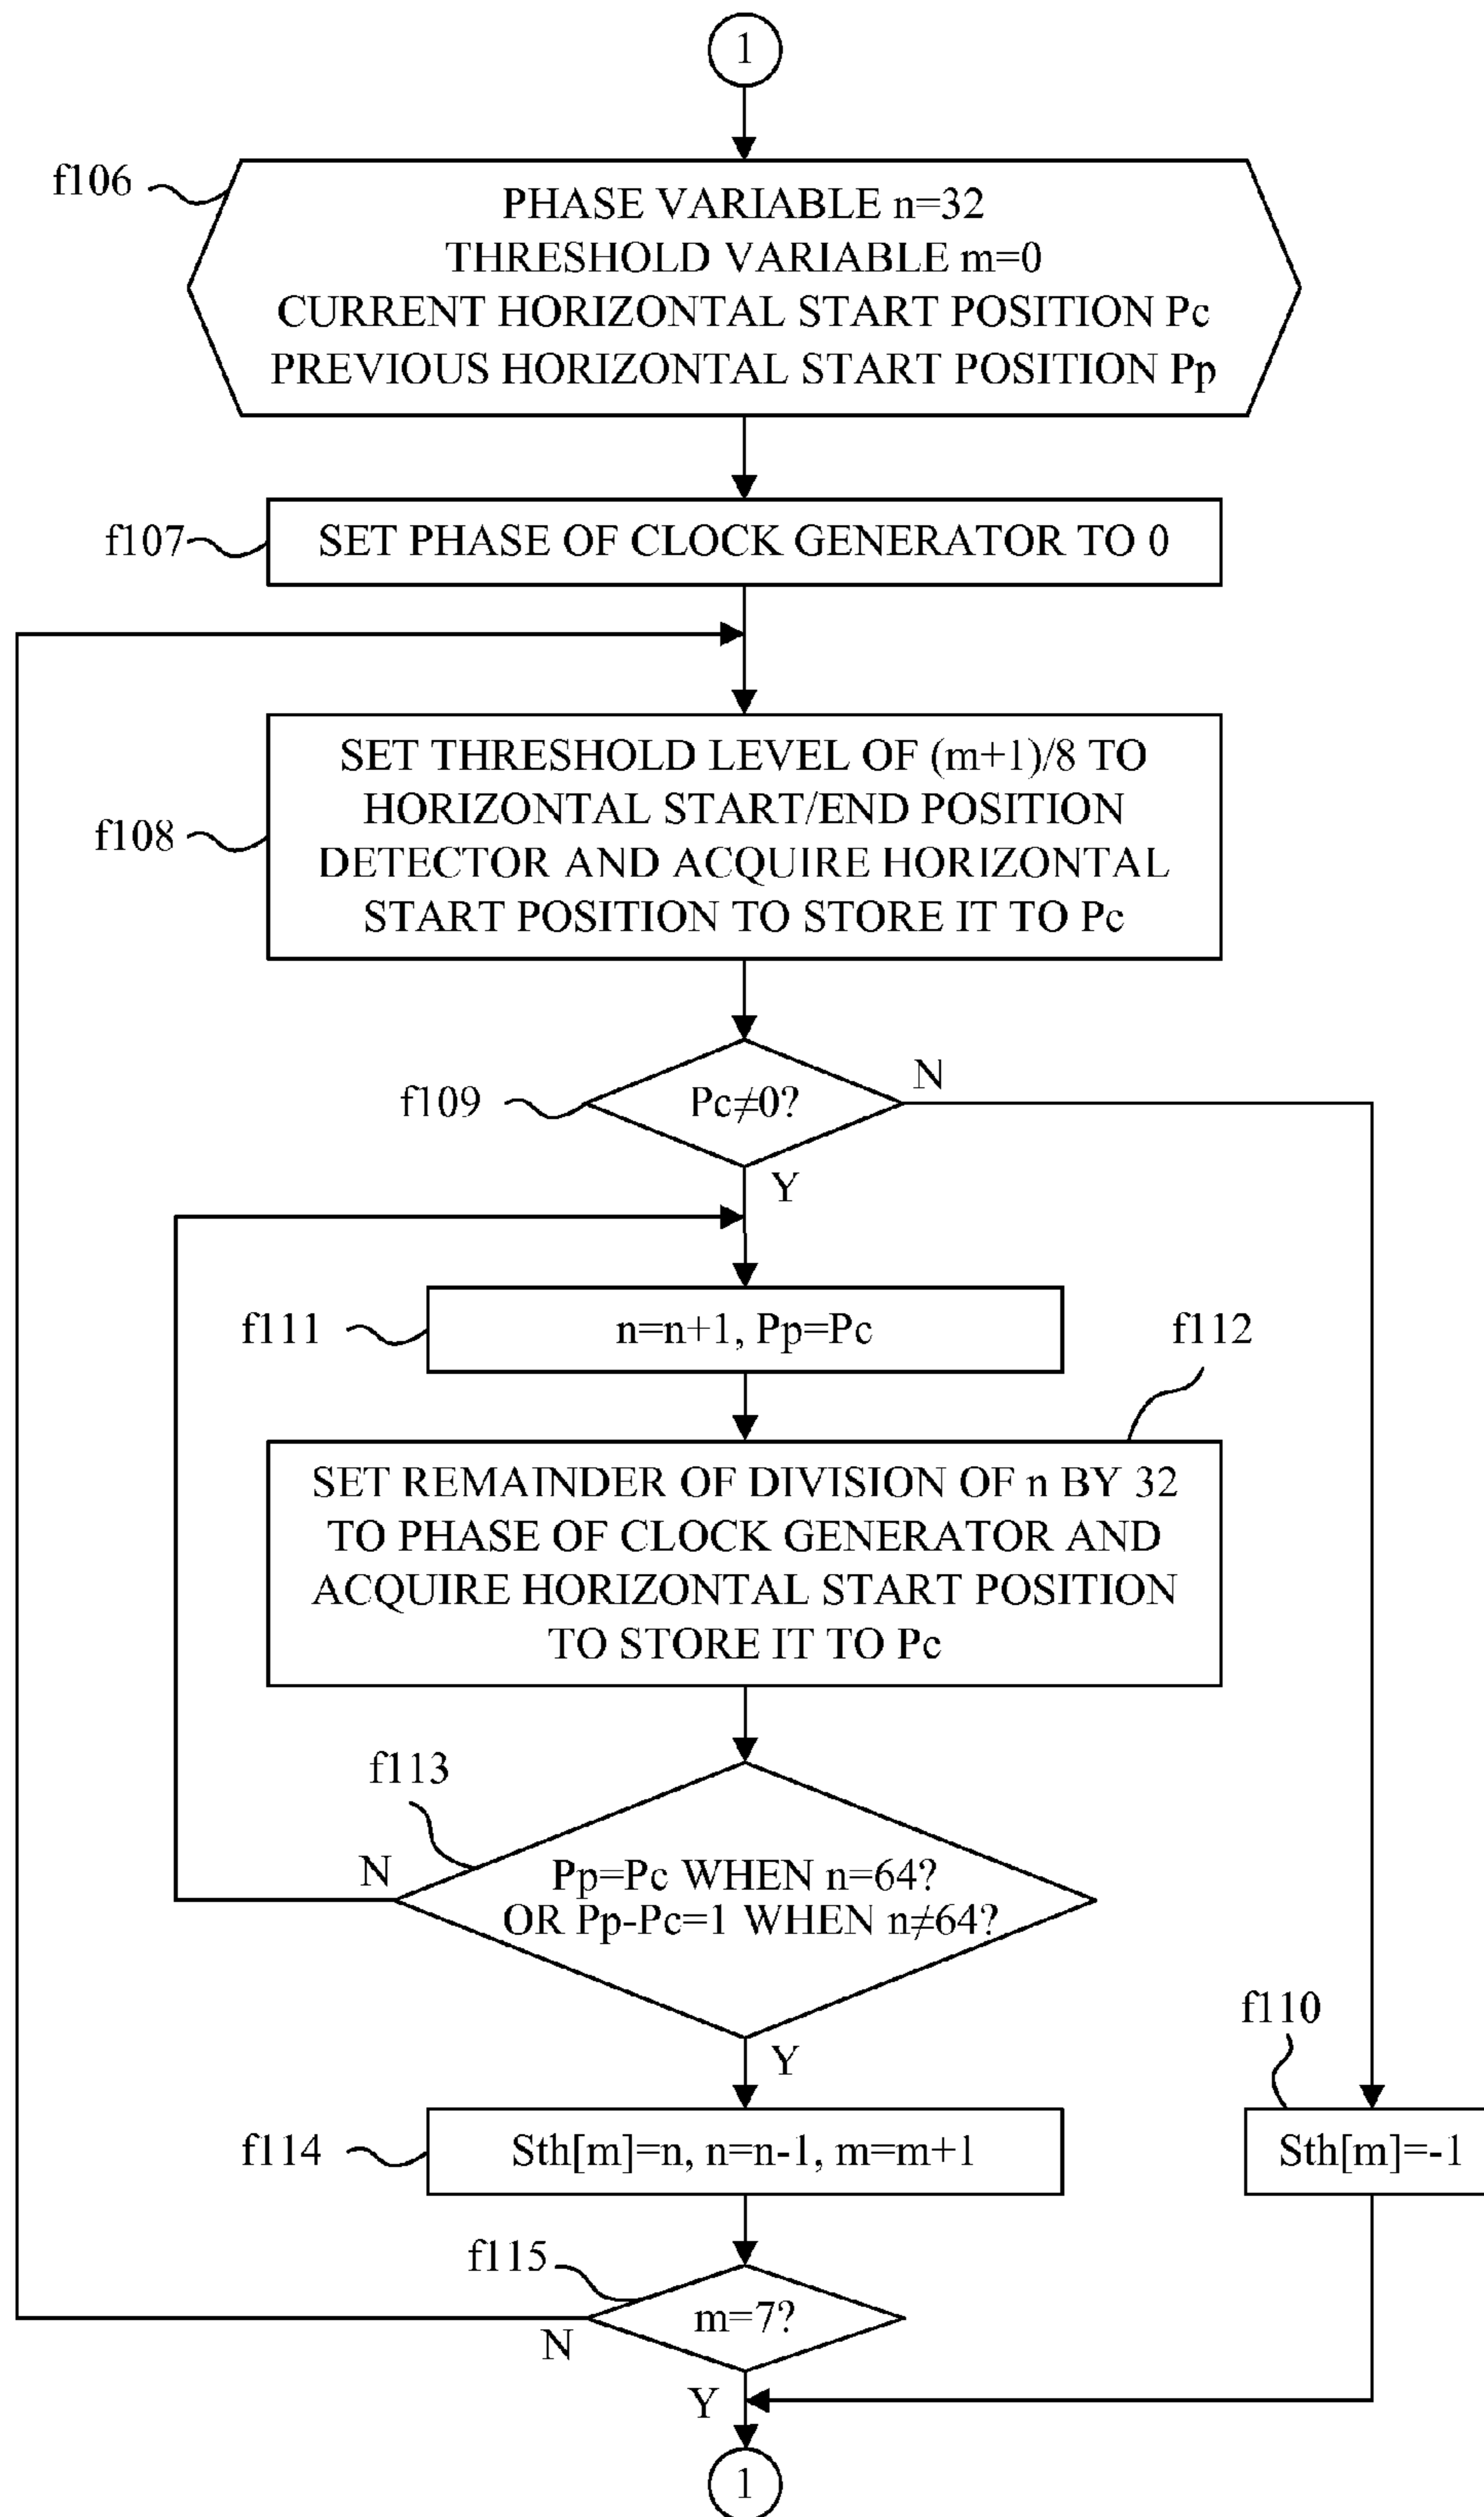 1
f106
PHASE VARIABLE n=32
THRESHOLD VARIABLE m=0
CURRENT HORIZONTAL START POSITION Pc
PREVIOUS HORIZONTAL START POSITION Pp
f107
SET PHASE OF CLOCK GENERATOR TO 0
f108
SET THRESHOLD LEVEL OF (m+1)/8 TO
HORIZONTAL START/END POSITION
DETECTOR AND ACQUIRE HORIZONTAL
START POSITION TO STORE IT TO Pc
f109
Pc≠0?
N
Y
f111
n=n+1, Pp=Pc
f112
SET REMAINDER OF DIVISION OF n BY 32
TO PHASE OF CLOCK GENERATOR AND
ACQUIRE HORIZONTAL START POSITION
TO STORE IT TO Pc
f113
N
Pp=Pc WHEN n=64?
OR Pp-Pc=1 WHEN n≠64?
Y
f110
Sth[m]=-1
f114
Sth[m]=n, n=n-1, m=m+1
f115
m=7?
N
Y
1